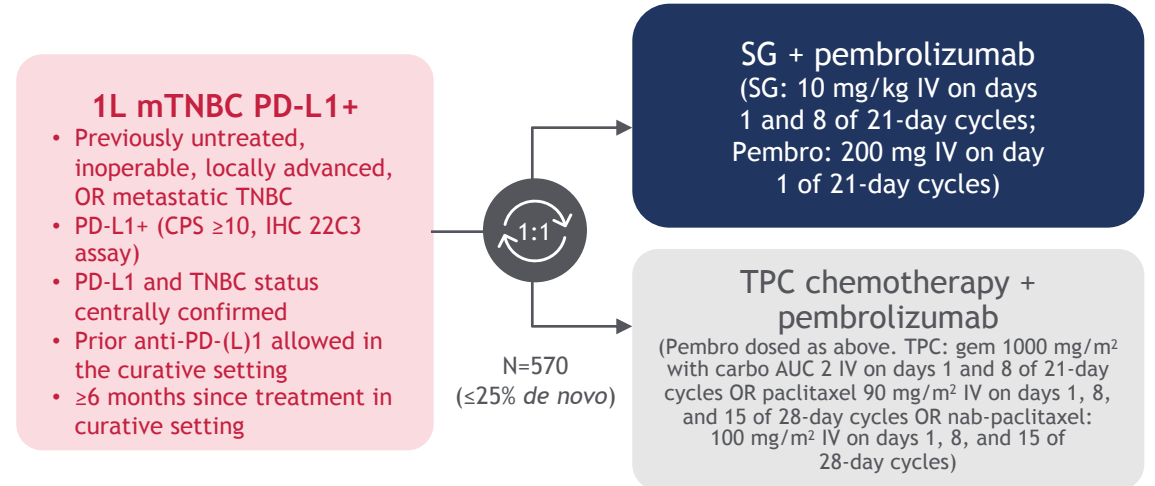 1L mTNBC PD-L1+
• Previously untreated,
inoperable, locally advanced,
OR metastatic TNBC
• PD-L1+ (CPS ≥10, IHC 22C3
assay)
• PD-L1 and TNBC status
centrally confirmed
• Prior anti-PD-(L)1 allowed in
the curative setting
• ≥6 months since treatment in
curative setting
1:1
N=570
(≤25% de novo)
SG + pembrolizumab
(SG: 10 mg/kg IV on days
1 and 8 of 21-day cycles;
Pembro: 200 mg IV on day
1 of 21-day cycles)
TPC chemotherapy +
pembrolizumab
(Pembro dosed as above. TPC: gem 1000 mg/m²
with carbo AUC 2 IV on days 1 and 8 of 21-day
cycles OR paclitaxel 90 mg/m² IV on days 1, 8,
and 15 of 28-day cycles OR nab-paclitaxel:
100 mg/m² IV on days 1, 8, and 15 of
28-day cycles)